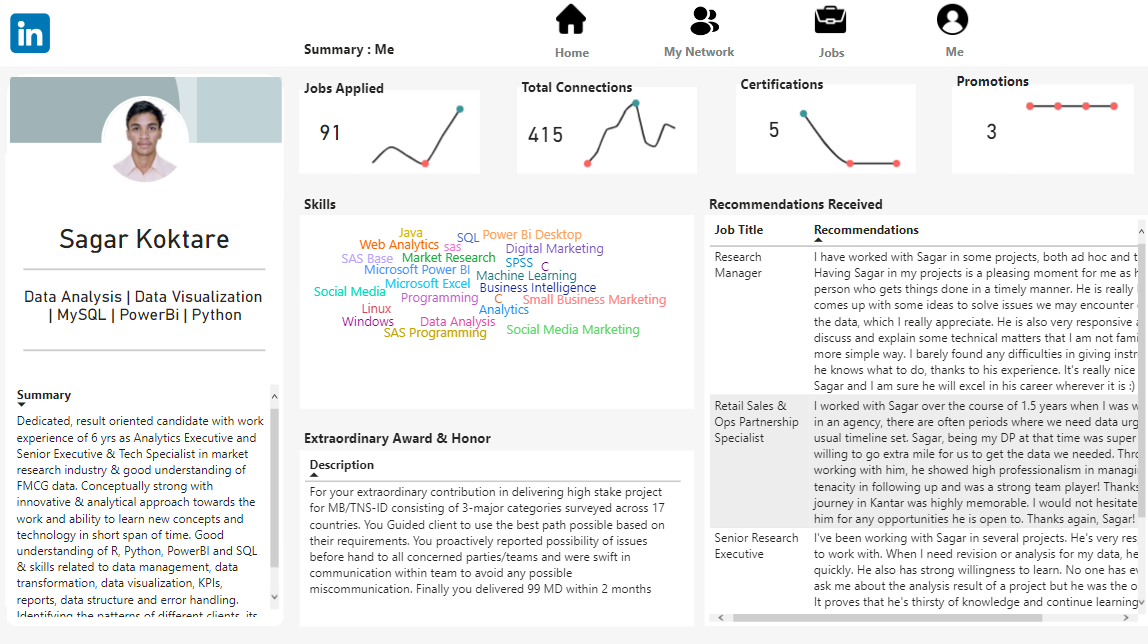 in
Summary : Me
Home
My Network
Jobs
Me
Sagar Koktare
Data Analysis | Data Visualization
| MySQL | PowerBi | Python
Summary
Dedicated, result oriented candidate with work
experience of 6 yrs as Analytics Executive and
Senior Executive & Tech Specialist in market
research industry & good understanding of
FMCG data. Conceptually strong with
innovative & analytical approach towards the
work and ability to learn new concepts and
technology in short span of time. Good
understanding of R, Python, PowerBI and SQL
& skills related to data management, data
transformation, data visualization, KPIs,
reports, data structure and error handling.
Identifying the patterns of different clients, its
Jobs Applied
91
Total Connections
415
Certifications
5
Promotions
3
Skills
Java
SQL Power Bi Desktop
Web Analytics sas
Digital Marketing
SAS Base Market Research SPSS C
Microsoft Power BI Machine Learning
Microsoft Excel Business Intelligence
Social Media Programming C Small Business Marketing
Linux Analytics
Windows Data Analysis
SAS Programming Social Media Marketing
Extraordinary Award & Honor
Description
For your extraordinary contribution in delivering high stake project
for MB/TNS-ID consisting of 3-major categories surveyed across 17
countries. You Guided client to use the best path possible based on
their requirements. You proactively reported possibility of issues
before hand to all concerned parties/teams and were swift in
communication within team to avoid any possible
miscommunication. Finally you delivered 99 MD within 2 months
Recommendations Received
Job Title
Recommendations
Research
Manager
I have worked with Sagar in some projects, both ad hoc and t
Having Sagar in my projects is a pleasing moment for me as h
person who gets things done in a timely manner. He is really
comes up with some ideas to solve issues we may encounter
the data, which I really appreciate. He is also very responsive a
discuss and explain some technical matters that I am not fami
more simple way. I barely found any difficulties in giving instr
he knows what to do, thanks to his experience. It's really nice
Sagar and I am sure he will excel in his career wherever it is :)
Retail Sales &
Ops Partnership
Specialist
I worked with Sagar over the course of 1.5 years when I was w
in an agency, there are often periods where we need data urg
usual timeline set. Sagar, being my DP at that time was super
willing to go extra mile for us to get the data we needed. Thro
working with him, he showed high professionalism in managi
tenacity in following up and was a strong team player! Thanks
journey in Kantar was highly memorable. I would not hesitate
him for any opportunities he is open to. Thanks again, Sagar!
Senior Research
Executive
I've been working with Sagar in several projects. He's very res
to work with. When I need revision or analysis for my data, he
quickly. He also has strong willingness to learn. No one has ev
ask me about the analysis result of a project but he was the o
It proves that he's thirsty of knowledge and continue learning